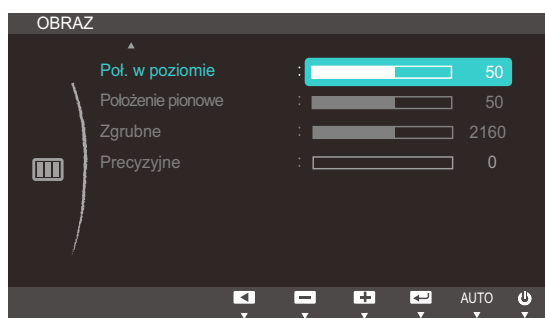 OBRAZ
Poł. w poziomie : 50
Położenie pionowe : 50
Zgrubne : 2160
Precyzyjne : 0
AUTO